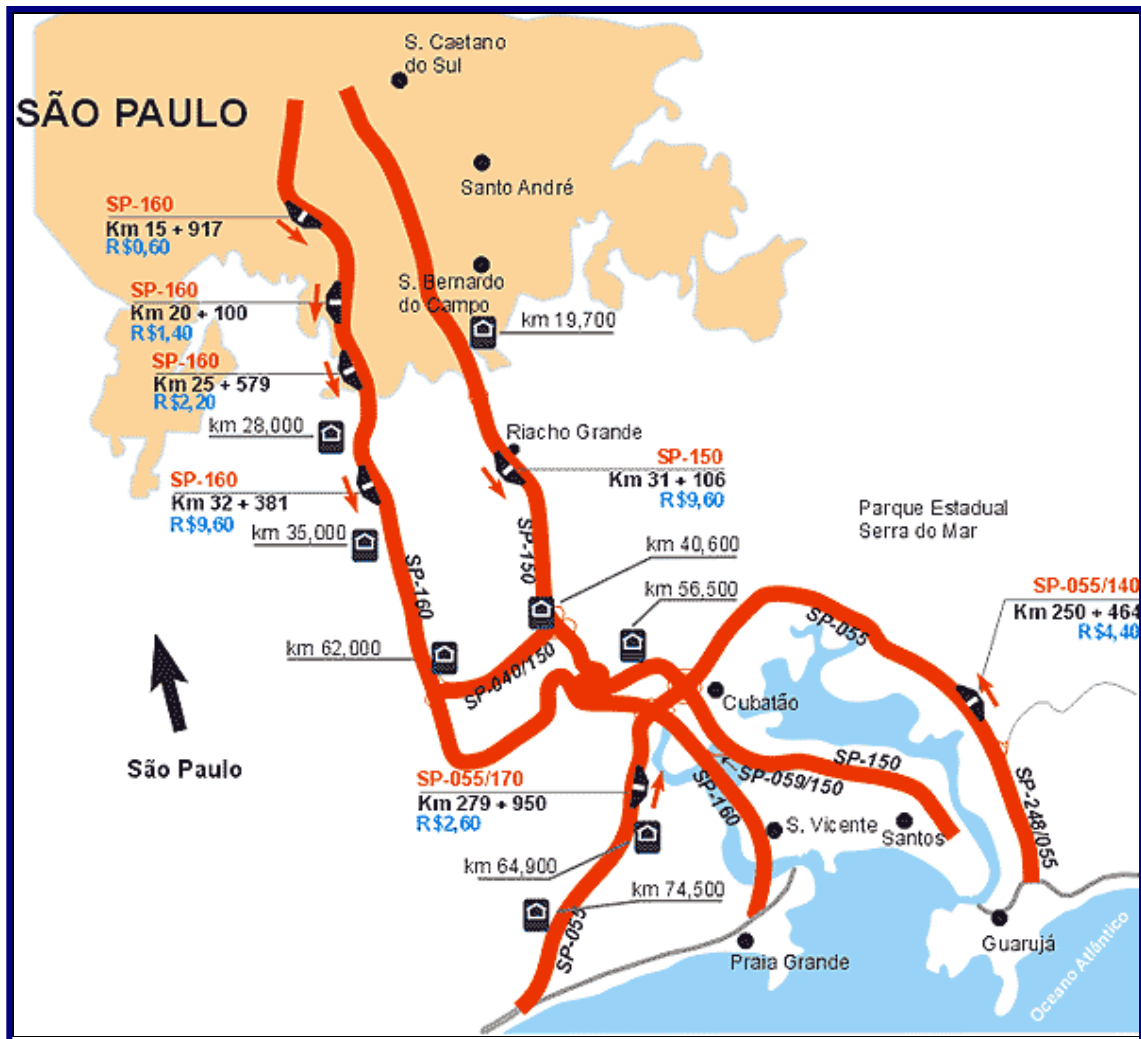 S. Caetano
do Sul
SÃO PAULO
Santo André
SP-160
Km 15 + 917
R$0,60
S. Bernardo
do Campo
SP-160
Km 20 + 100
R$1,40
km 19,700
SP-160
Km 25 + 579
R$2,20
km 28,000
Riacho Grande
SP-150
Km 31 + 106
R$9,60
SP-160
Km 32 + 381
R$9,60
km 35,000
Parque Estadual
Serra do Mar
SP-150
km 40,600
SP-160
km 56,500
SP-055/140
Km 250 + 464
R$4,40
SP-055
km 62,000
SP-040/150
Cubatão
São Paulo
SP-055/170
Km 279 + 950
R$2,60
SP-150
SP-059/150
SP-160
SP-248/055
S. Vicente
Santos
km 64,900
km 74,500
SP-055
Praia Grande
Guarujá
Oceano Atlântico